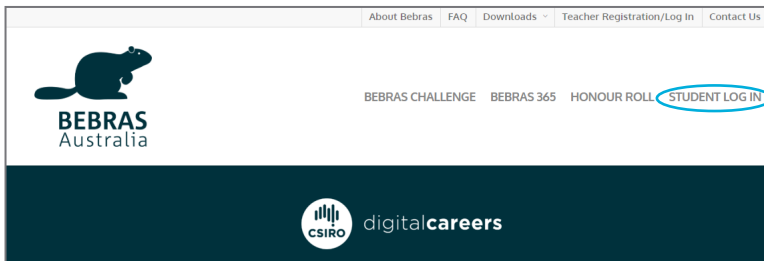 About Bebras FAQ Downloads Teacher Registration/Log In Contact Us
BEBRAS CHALLENGE BEBRAS 365 HONOUR ROLL STUDENT LOG IN
BEBRAS
Australia
CSIRO digitalcareers